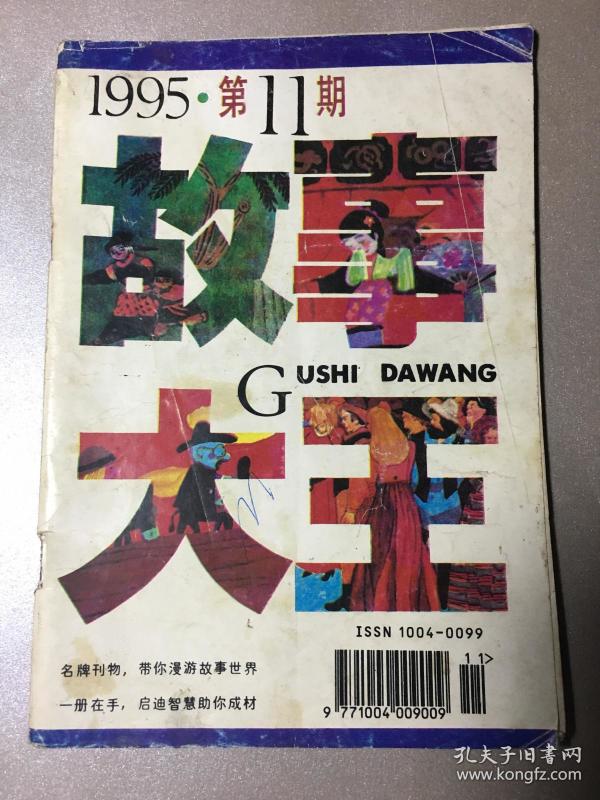 1995·第11期
故事
GUSHI DAWANG
大王
ISSN 1004-0099
11>
名牌刊物，带你漫游故事世界
一册在手，启迪智慧助你成材
9 771004 009009
孔夫子旧书网
www.kongfz.com